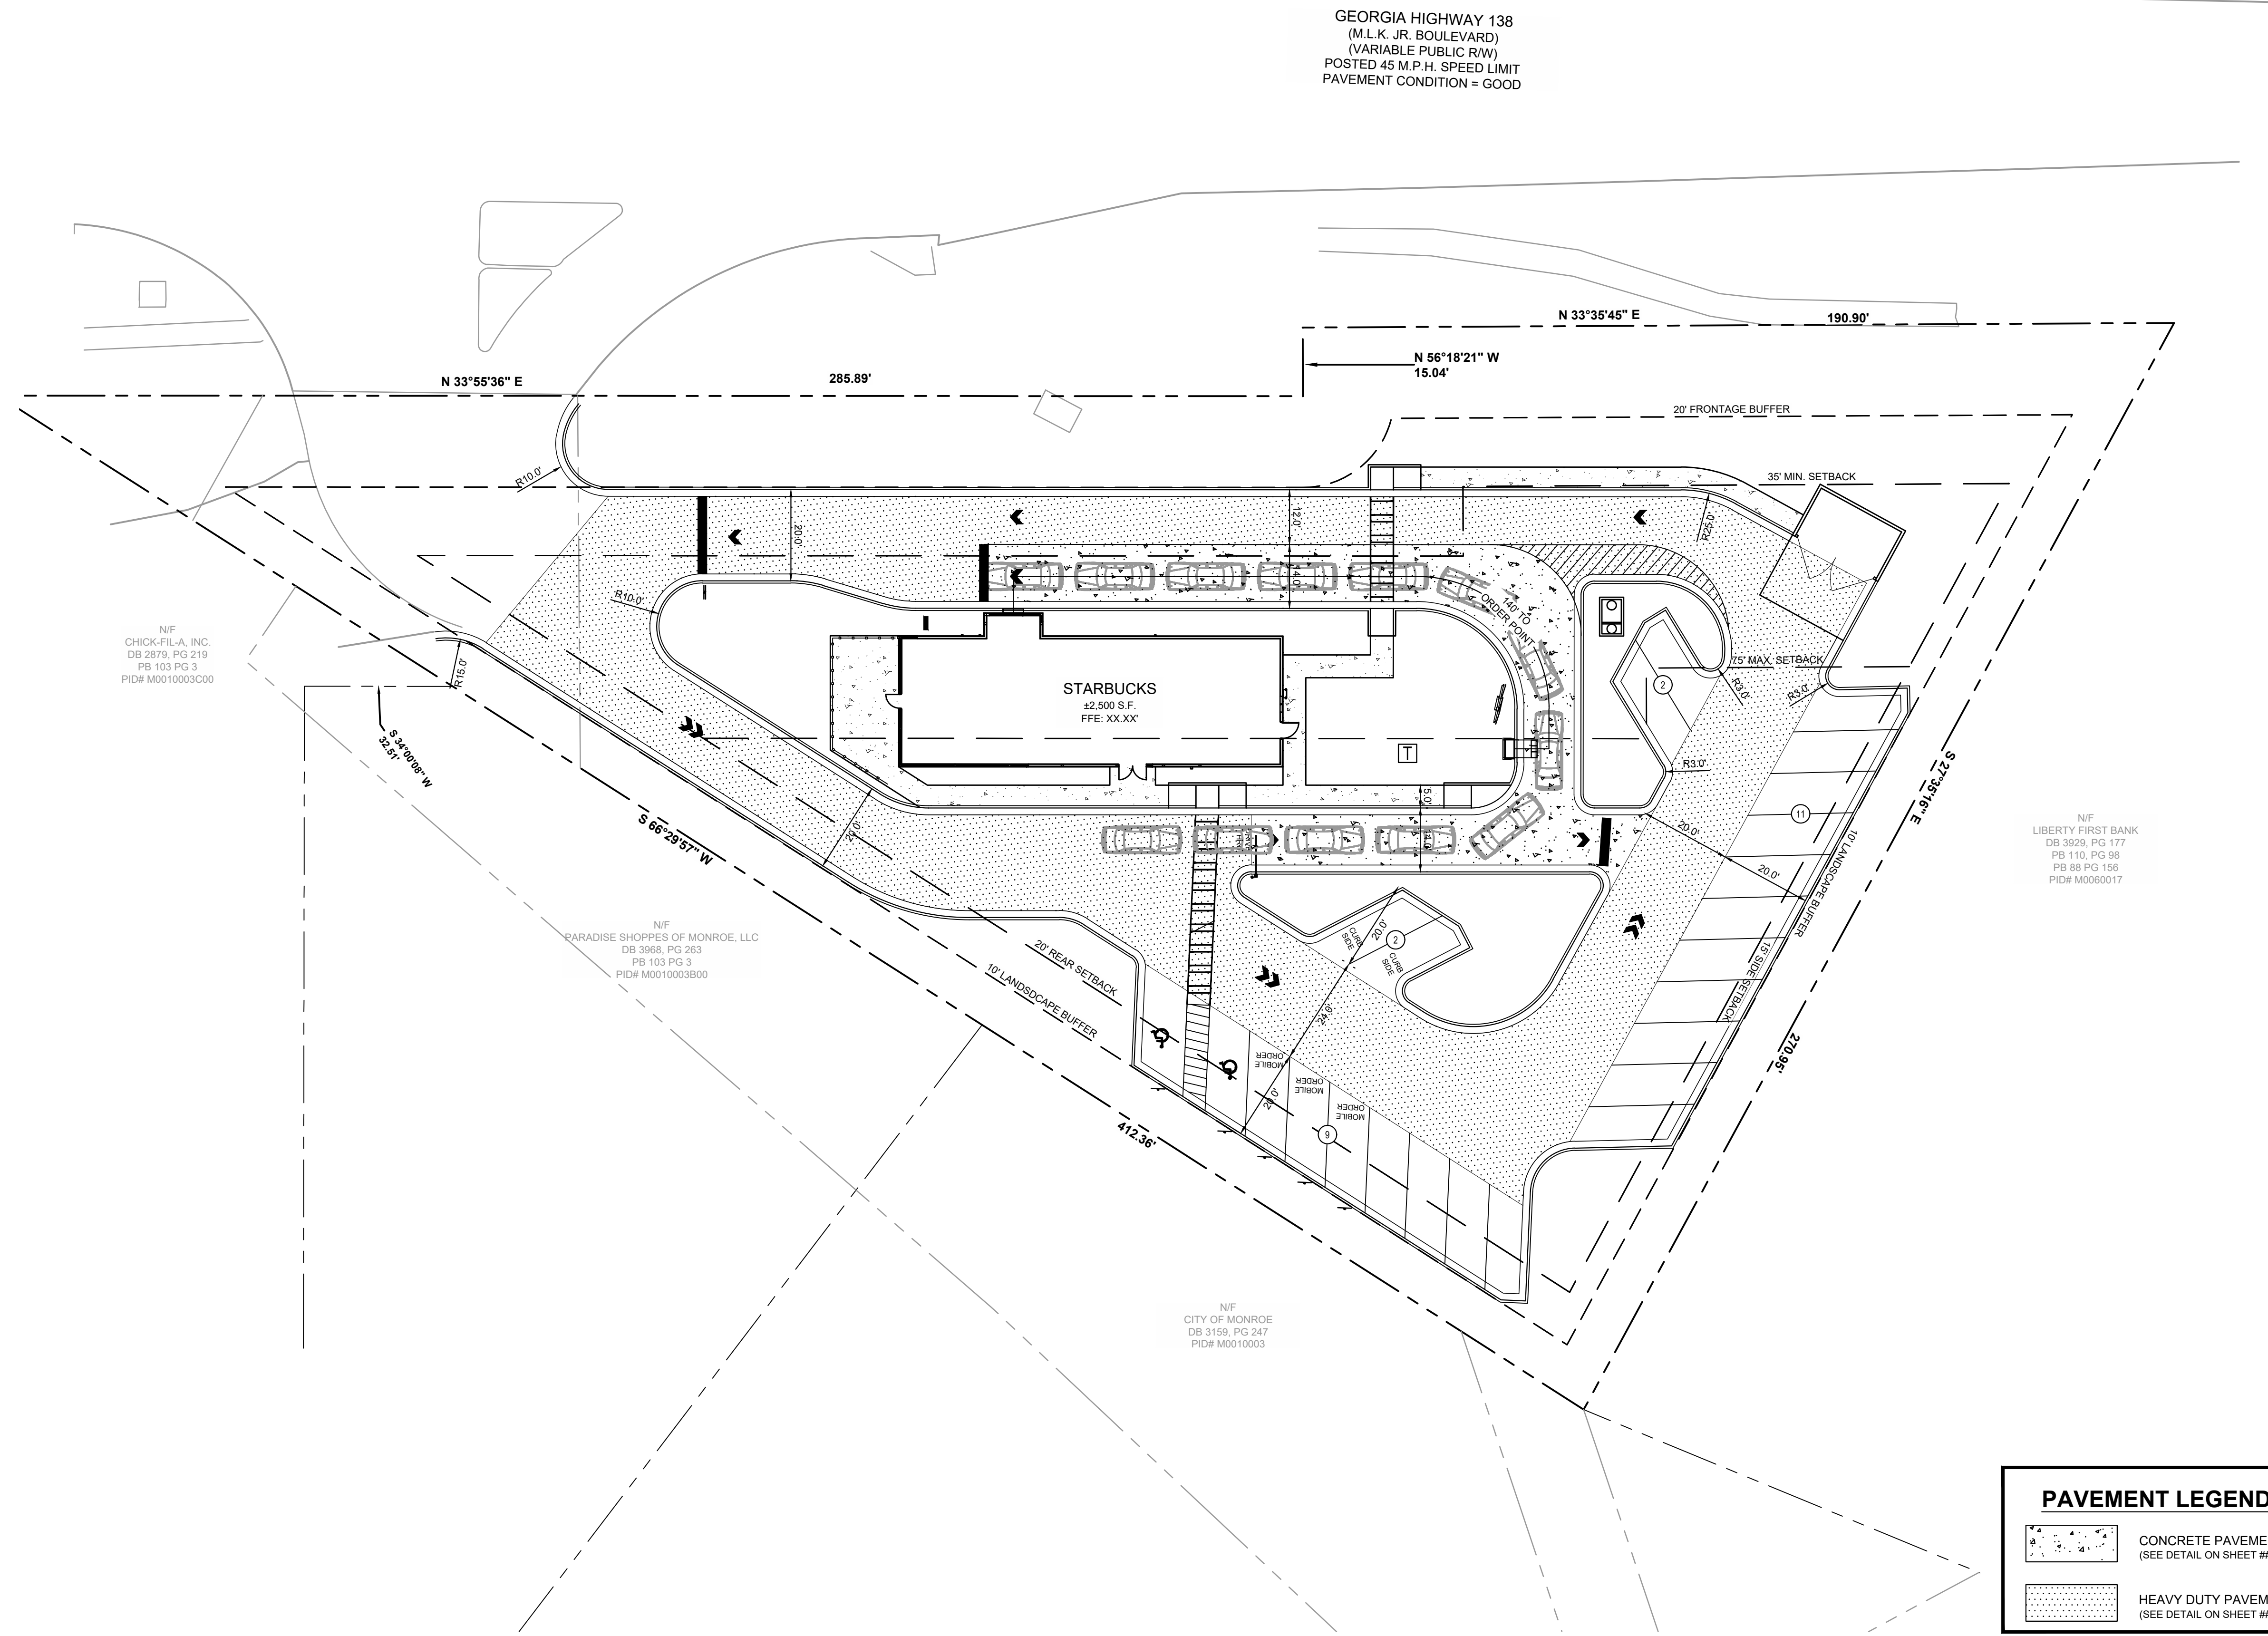 GEORGIA HIGHWAY 138
(M.L.K. JR. BOULEVARD)
(VARIABLE PUBLIC R/W)
POSTED 45 M.P.H. SPEED LIMIT
PAVEMENT CONDITION = GOOD
N 33°35'45" E
190.90'
N 56°18'21" W
15.04'
N 33°55'36" E
285.89'
20' FRONTAGE BUFFER
35' MIN. SETBACK
R10.0'
20.0'
12.0'
R25.0'
14.0'
140' TO
ORDER POINT
R10.0'
N/F
CHICK-FIL-A, INC.
DB 2879, PG 219
PB 103 PG 3
PID# M0010003C00
R15.0'
S 34°00'08" W
32.51'
STARBUCKS
±2,500 S.F.
FFE: XX.XX'
T
75' MAX. SETBACK
2
R3.0'
R3.0'
R3.0'
S 27°35'16" E
270.95'
11
10' LANDSCAPE BUFFER
15' SIDE SETBACK
N/F
LIBERTY FIRST BANK
DB 3929, PG 177
PB 110, PG 98
PB 88 PG 156
PID# M0060017
5.0'
20.0'
20.0'
20.0'
S 66°29'57" W
412.36'
N/F
PARADISE SHOPPES OF MONROE, LLC
DB 3968, PG 263
PB 103 PG 3
PID# M0010003B00
20' REAR SETBACK
10' LANDSDCAPE BUFFER
CURB
SIDE
CURB
SIDE
20.0'
2
24.0'
20.0'
MOBILE
ORDER
MOBILE
ORDER
MOBILE
ORDER
9
N/F
CITY OF MONROE
DB 3159, PG 247
PID# M0010003
PAVEMENT LEGEND
CONCRETE PAVEME
(SEE DETAIL ON SHEET ##
HEAVY DUTY PAVEM
(SEE DETAIL ON SHEET ##